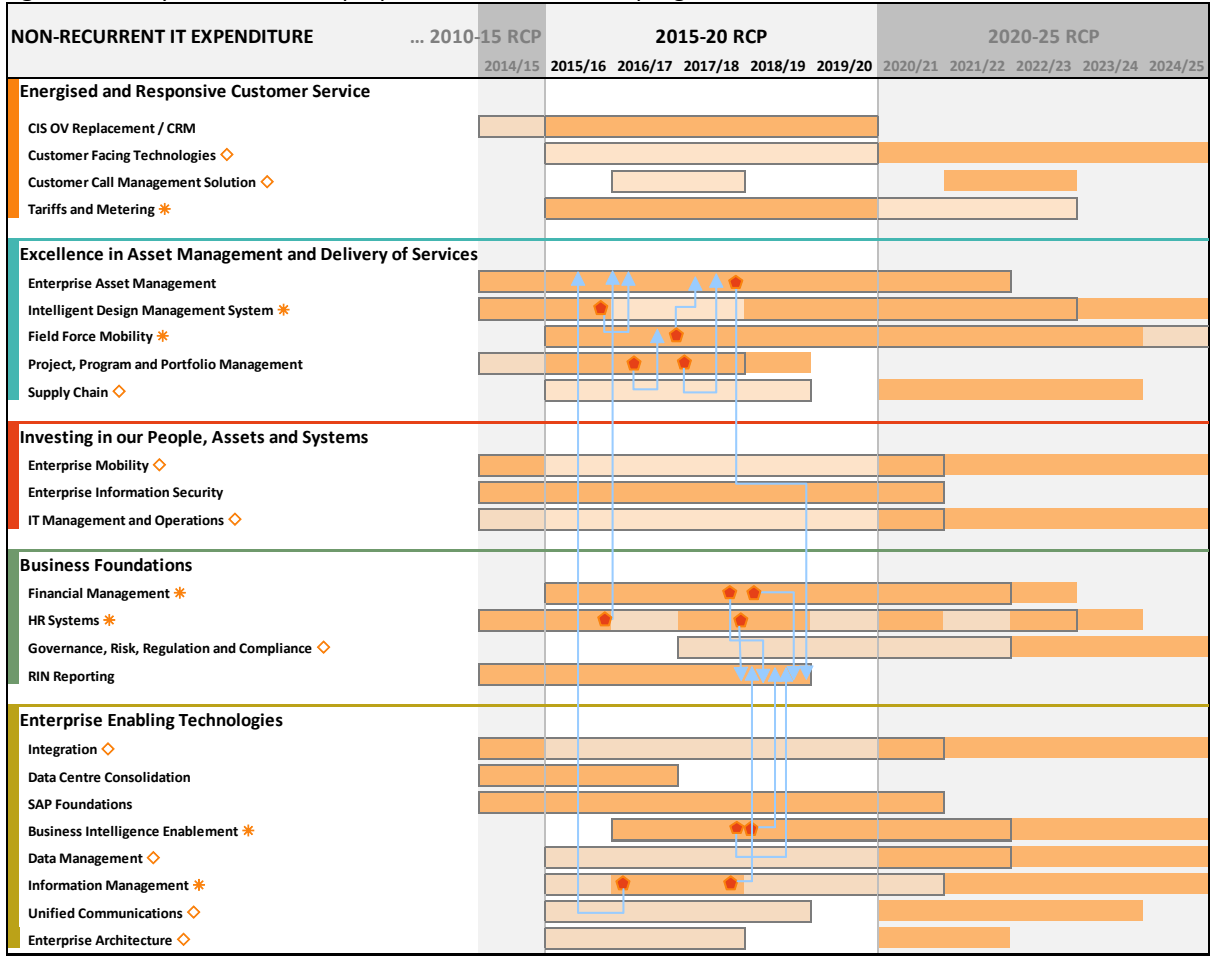 NON-RECURRENT IT EXPENDITURE ... 2010-15 RCP 2015-20 RCP 2020-25 RCP
2014/15 2015/16 2016/17 2017/18 2018/19 2019/20 2020/21 2021/22 2022/23 2023/24 2024/25
Energised and Responsive Customer Service
CIS OV Replacement / CRM
Customer Facing Technologies
Customer Call Management Solution
Tariffs and Metering
Excellence in Asset Management and Delivery of Services
Enterprise Asset Management
Intelligent Design Management System
Field Force Mobility
Project, Program and Portfolio Management
Supply Chain
Investing in our People, Assets and Systems
Enterprise Mobility
Enterprise Information Security
IT Management and Operations
Business Foundations
Financial Management
HR Systems
Governance, Risk, Regulation and Compliance
RIN Reporting
Enterprise Enabling Technologies
Integration
Data Centre Consolidation
SAP Foundations
Business Intelligence Enablement
Data Management
Information Management
Unified Communications
Enterprise Architecture